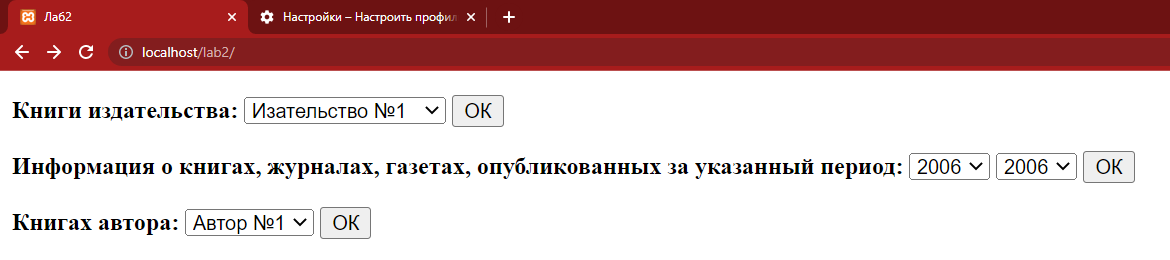 Лаб2
Настройки – Настроить профил
localhost/lab2/
Книги издательства: Изательство №1 OK
Информация о книгах, журналах, газетах, опубликованных за указанный период: 2006 2006 OK
Книгах автора: Автор №1 OK